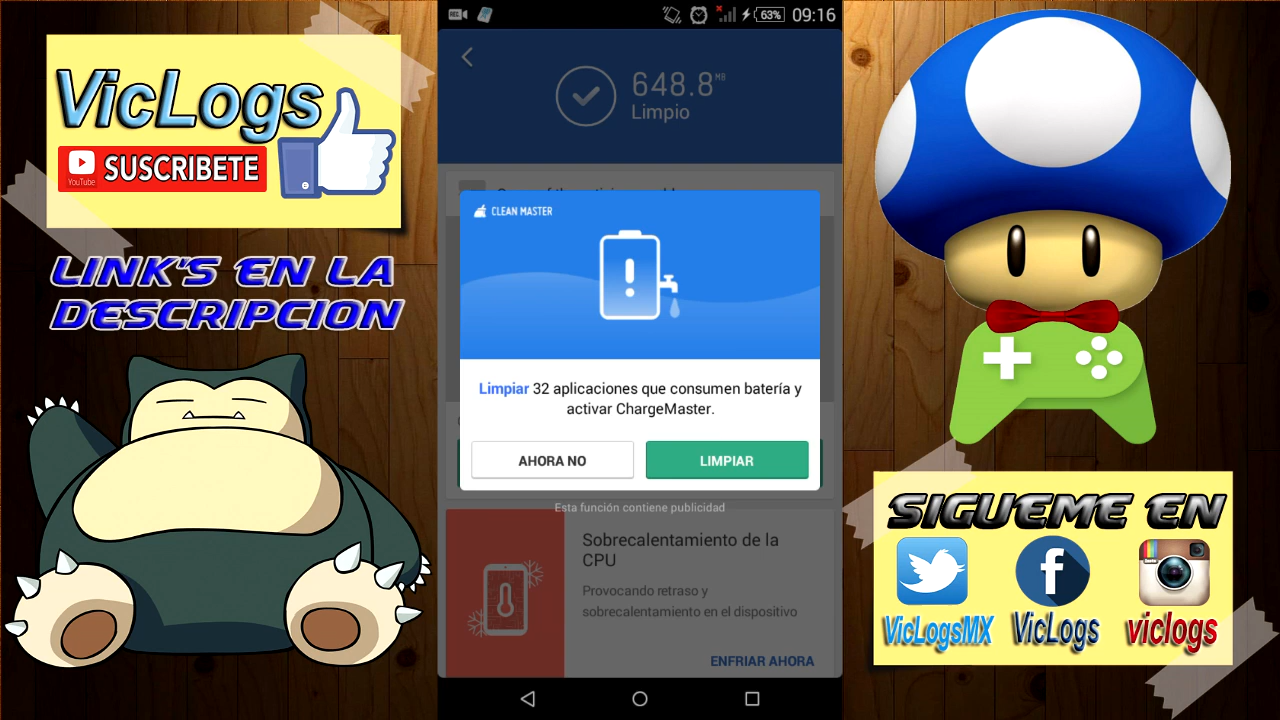 VicLogs
YouTube
SUSCRIBETE
LINK'S EN LA
DESCRIPCION
REC
63%
09:16
648.8 MB
Limpio
CLEAN MASTER
Limpiar 32 aplicaciones que consumen batería y
activar ChargeMaster.
AHORA NO
LIMPIAR
Esta función contiene publicidad
Sobrecalentamiento de la
CPU
Provocando retraso y
sobrecalentamiento en el dispositivo
ENFRIAR AHORA
SIGUEME EN
VicLogsMX
VicLogs
viclogs